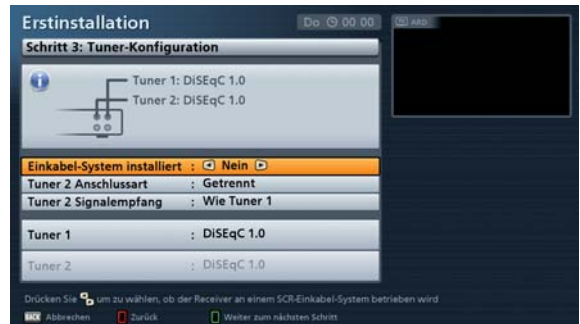 Erstinstallation
Do 00 00
ARD
Schritt 3: Tuner-Konfiguration
Tuner 1: DiSEqC 1.0
Tuner 2: DiSEqC 1.0
Einkabel-System installiert : Nein
Tuner 2 Anschlussart : Getrennt
Tuner 2 Signalempfang : Wie Tuner 1
Tuner 1 : DiSEqC 1.0
Tuner 2 : DiSEqC 1.0
Drücken Sie um zu wählen, ob der Receiver an einem SCR-Einkabel-System betrieben wird
BACK Abbrechen Zurück Weiter zum nächsten Schritt